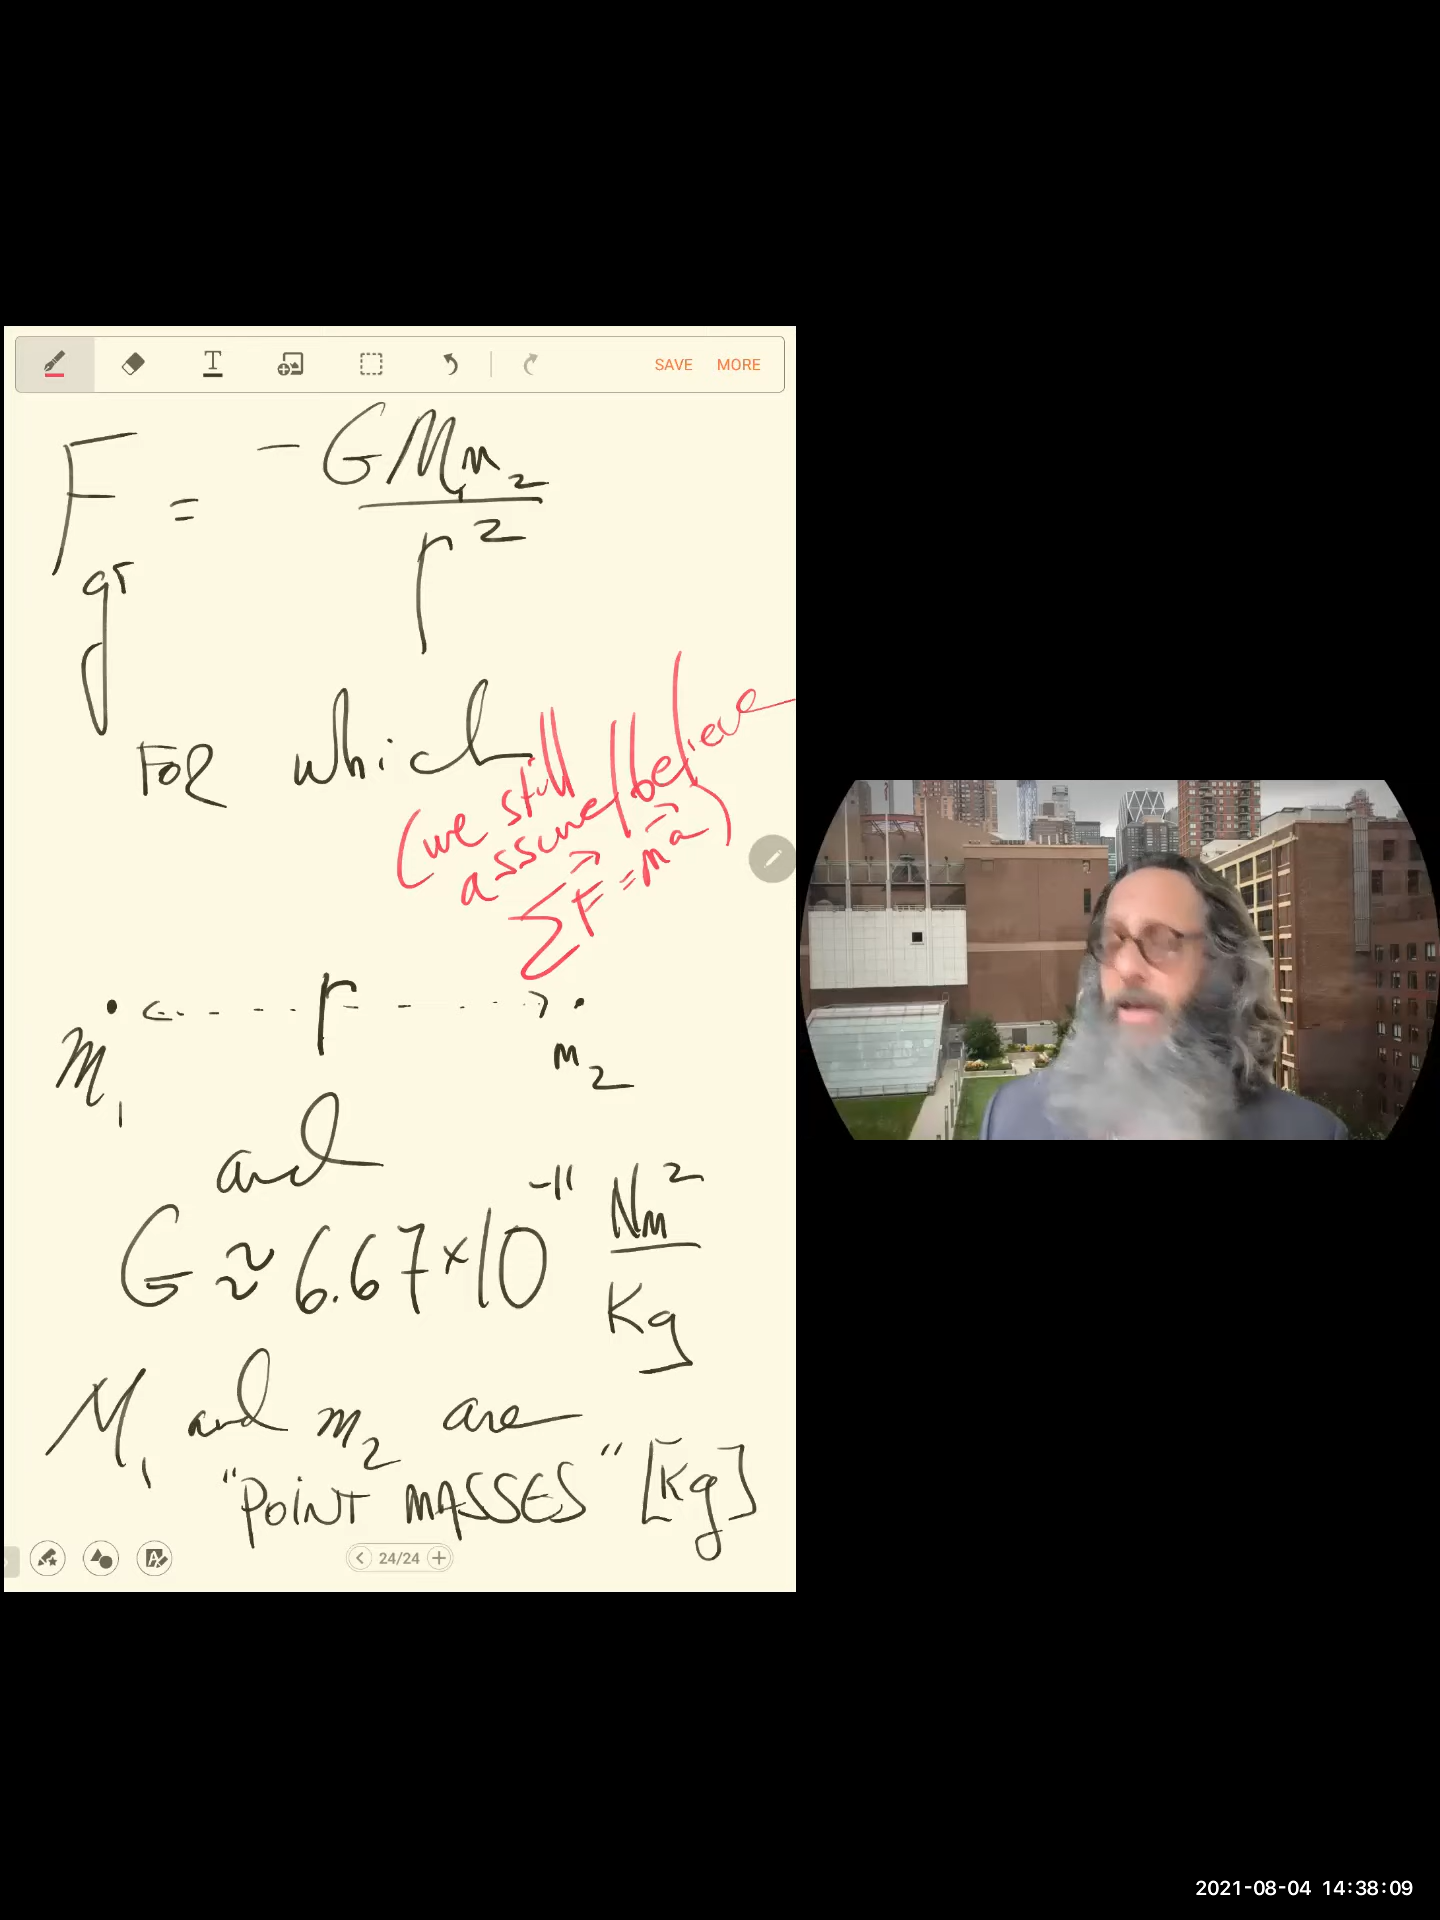 T
SAVE MORE
F_gr = -GM₁m₂ / r²
FOR which
(we still
assume/believe
ΣF⃗ = ma⃗)
r
M₁ m₂
and
G ≈ 6.67×10⁻¹¹ Nm² / Kg
M₁ and m₂ are
"POINT MASSES" [Kg]
24/24
2021-08-04 14:38:09